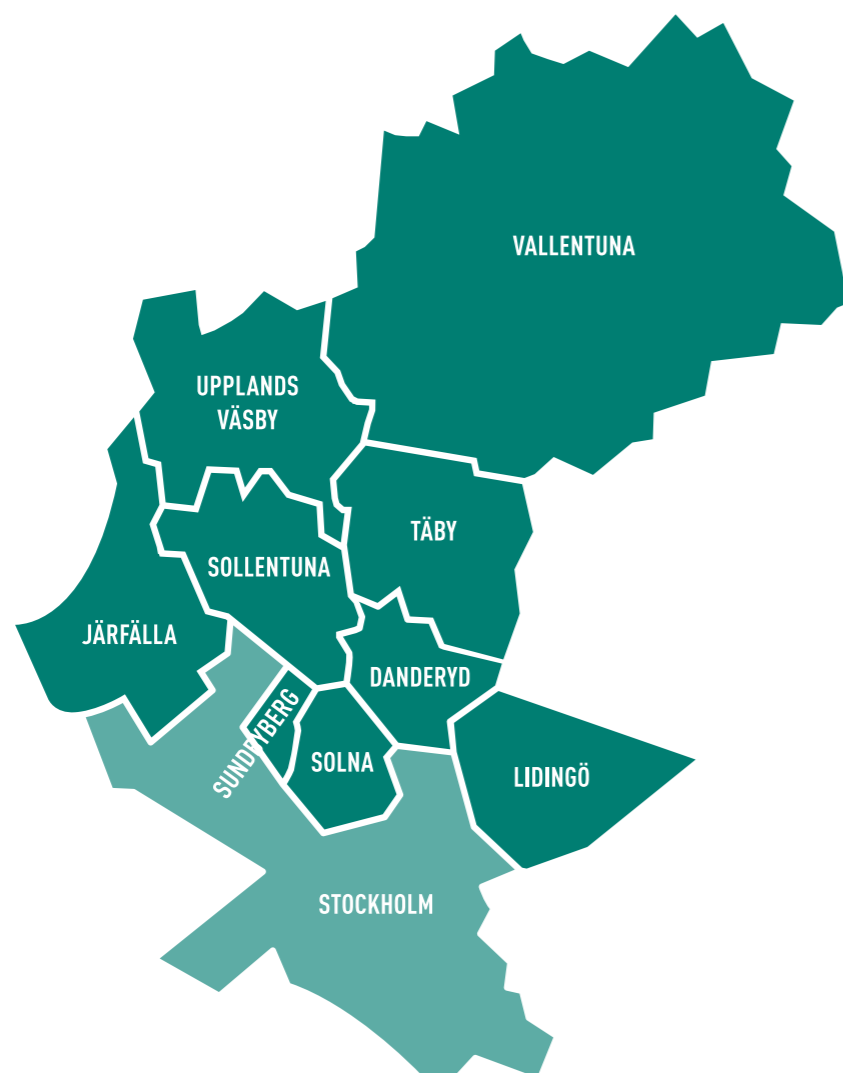 VALLENTUNA
UPPLANDS
VÄSBY
TÄBY
SOLLENTUNA
JÄRFÄLLA
DANDERYD
SUNDBYBERG
SOLNA
LIDINGÖ
STOCKHOLM